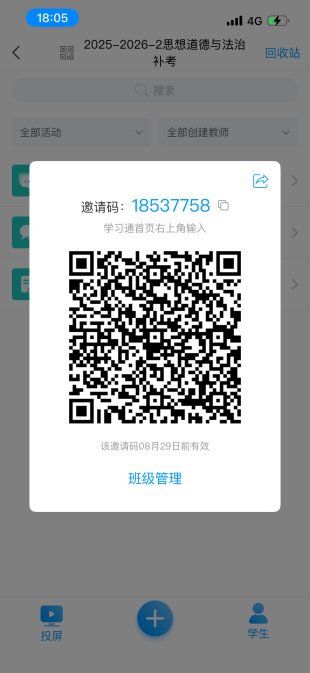 18:05
4G
2025-2026-2思想道德与法治
补考
回收站
搜索
全部活动
全部创建教师
邀请码：18537758
学习通首页右上角输入
该邀请码08月29日前有效
班级管理
投屏
学生